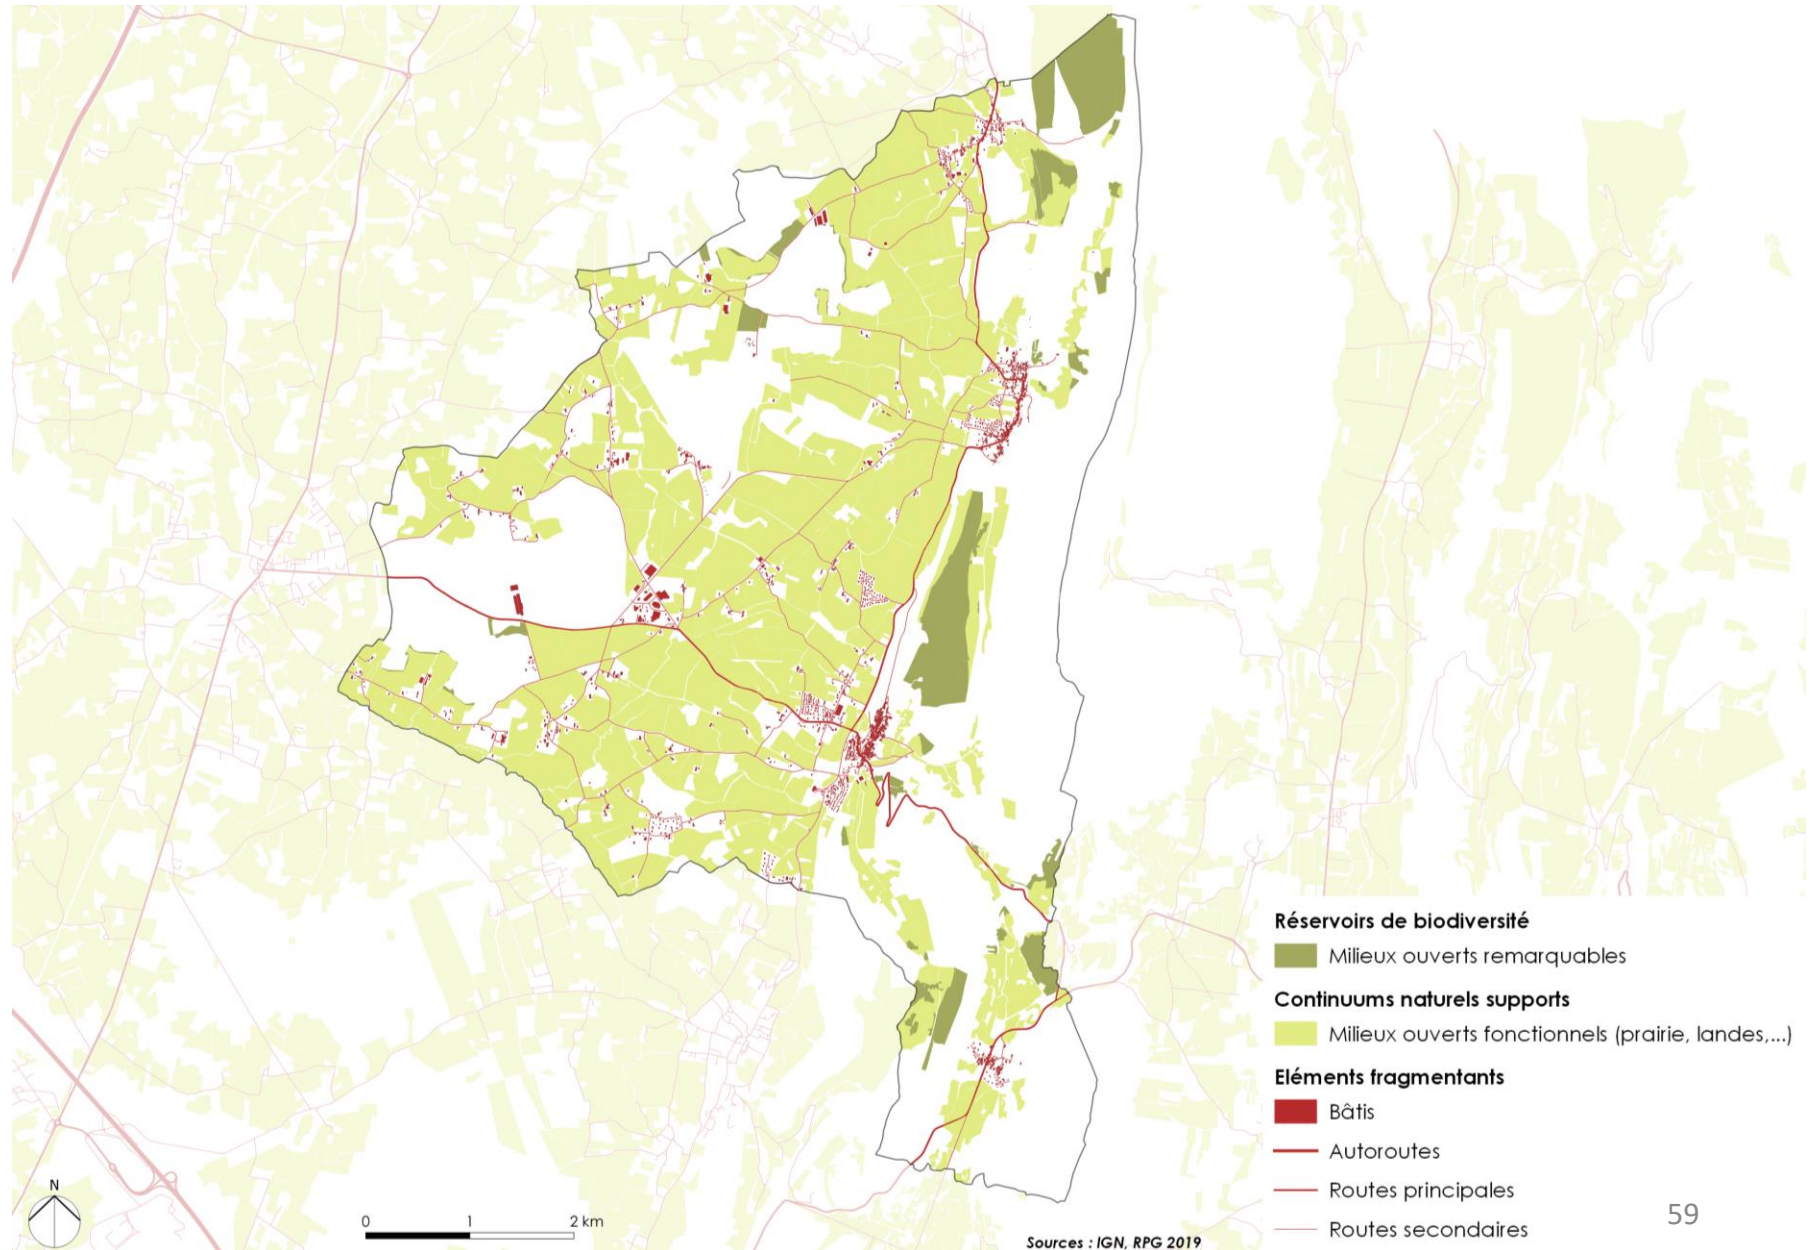 Réservoirs de biodiversité
Milieux ouverts remarquables
Continuums naturels supports
Milieux ouverts fonctionnels (prairie, landes,...)
Eléments fragmentants
Bâtis
Autoroutes
Routes principales
Routes secondaires
59
N
0 1 2 km
Sources : IGN, RPG 2019